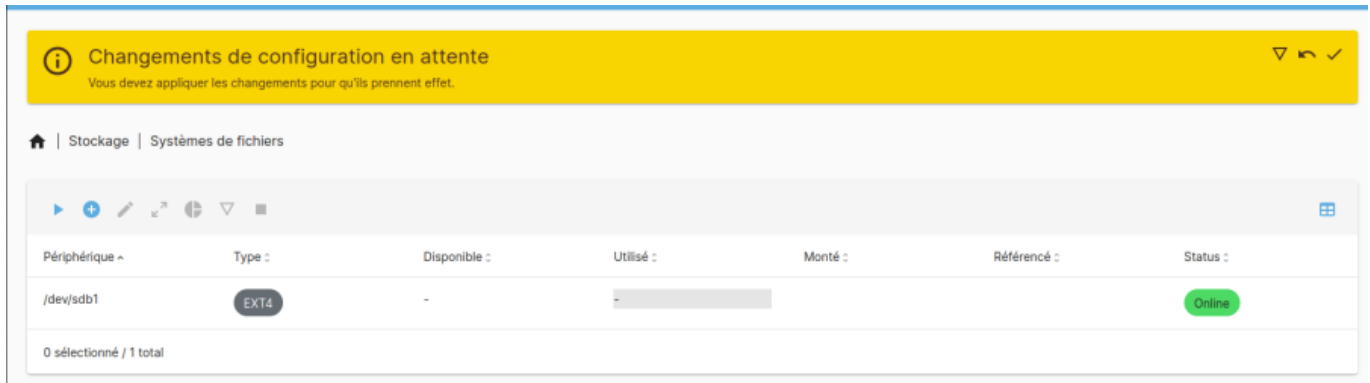 Changements de configuration en attente
Vous devez appliquer les changements pour qu'ils prennent effet.
| Stockage | Systèmes de fichiers
Périphérique Type Disponible Utilisé Monté Référencé Status
/dev/sdb1 EXT4 - - Online
0 sélectionné / 1 total